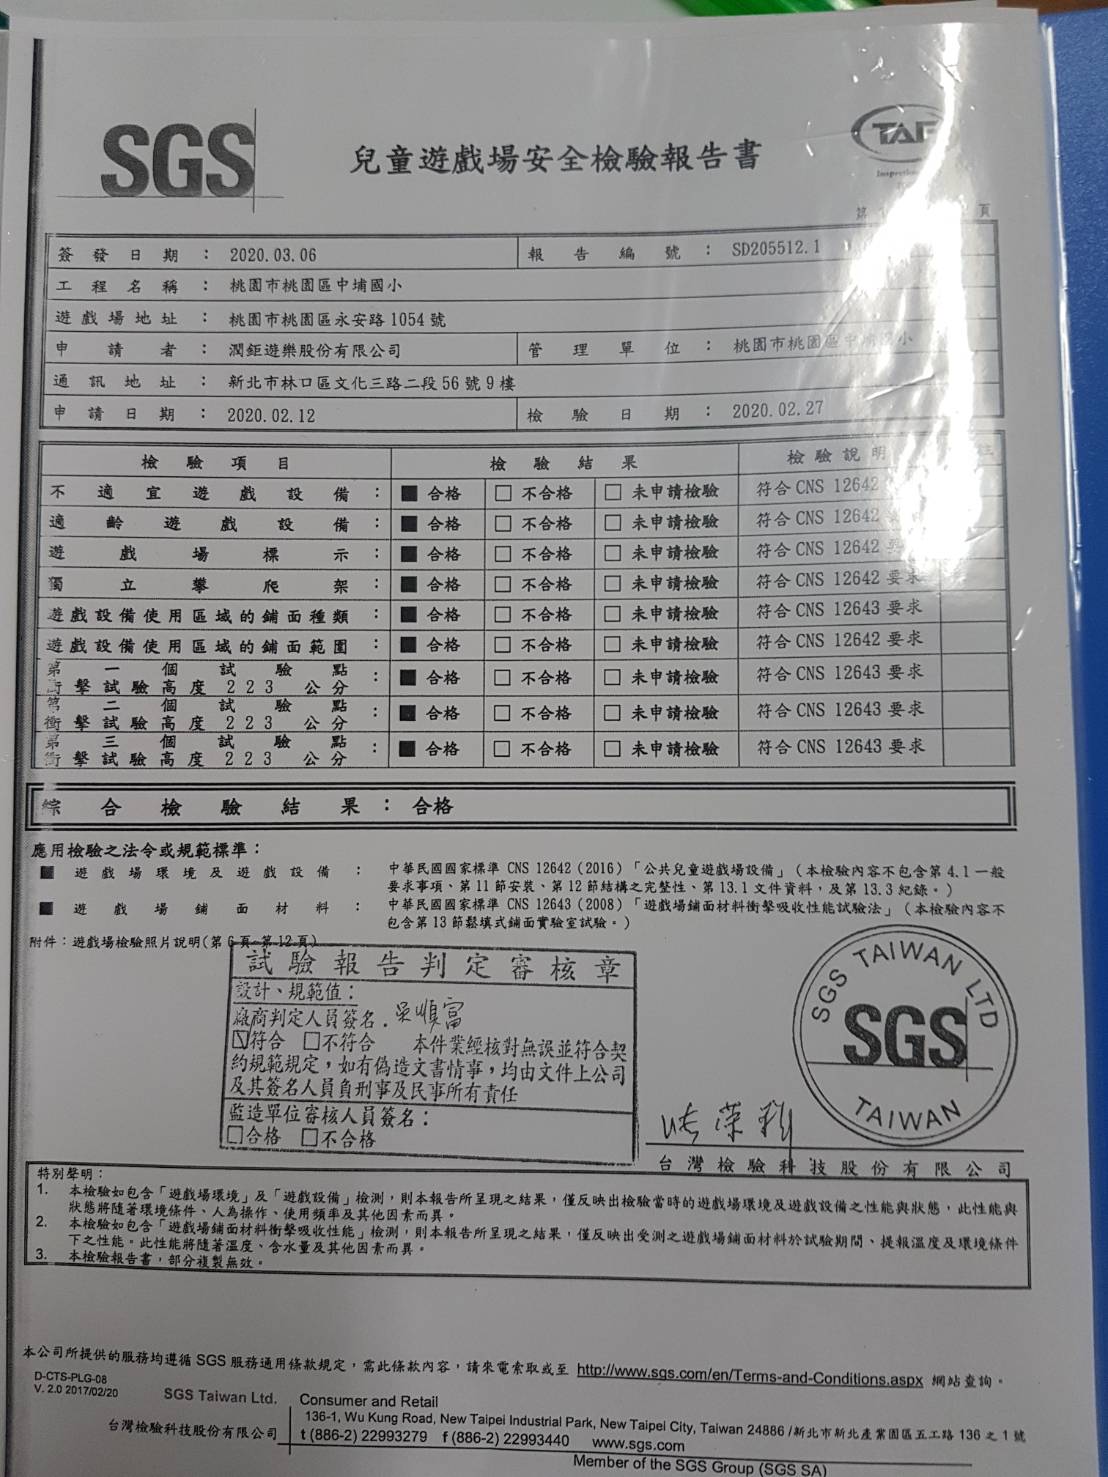 SGS
TAF
兒童遊戲場安全檢驗報告書
第 頁
簽發日期：2020.03.06 報告編號：SD205512.1
工程名稱：桃園市桃園區中埔國小
遊戲場地址：桃園市桃園區永安路1054號
申請者：潤鉅遊樂股份有限公司 管理單位：桃園市桃園區中埔國小
通訊地址：新北市林口區文化三路二段56號9樓
申請日期：2020.02.12 檢驗日期：2020.02.27
檢驗項目 檢驗結果 檢驗說明 註
不適宜遊戲設備：■合格 □不合格 □未申請檢驗 符合 CNS 12642
適齡遊戲設備：■合格 □不合格 □未申請檢驗 符合 CNS 12642
遊戲場標示：■合格 □不合格 □未申請檢驗 符合 CNS 12642 要求
獨立攀爬架：■合格 □不合格 □未申請檢驗 符合 CNS 12642 要求
遊戲設備使用區域的鋪面種類：■合格 □不合格 □未申請檢驗 符合 CNS 12643 要求
遊戲設備使用區域的鋪面範圍：■合格 □不合格 □未申請檢驗 符合 CNS 12642 要求
第一個試驗點
衝擊試驗高度 223 公分：■合格 □不合格 □未申請檢驗 符合 CNS 12643 要求
第二個試驗點
衝擊試驗高度 223 公分：■合格 □不合格 □未申請檢驗 符合 CNS 12643 要求
第三個試驗點
衝擊試驗高度 223 公分：■合格 □不合格 □未申請檢驗 符合 CNS 12643 要求
綜合檢驗結果：合格
應用檢驗之法令或規範標準：
■ 遊戲場環境及遊戲設備：中華民國國家標準 CNS 12642 (2016)「公共兒童遊戲場設備」（本檢驗內容不包含第4.1一般
要求事項、第11節安裝、第12節結構之完整性、第13.1文件資料，及第13.3紀錄。）
■ 遊戲場鋪面材料：中華民國國家標準 CNS 12643 (2008)「遊戲場鋪面材料衝擊吸收性能試驗法」（本檢驗內容不
包含第13節鬆填式鋪面實驗室試驗。）
附件：遊戲場檢驗照片說明(第6頁~第12頁)
試驗報告判定審核章
設計、規範值：
廠商判定人員簽名：吳順富
☑符合 □不符合 本件業經核對無誤並符合契
約規範規定，如有偽造文書情事，均由文件上公司
及其簽名人員負刑事及民事所有責任
監造單位審核人員簽名：
□合格 □不合格
SGS TAIWAN LTD
SGS
TAIWAN
台灣檢驗科技股份有限公司
特別聲明：
1. 本檢驗如包含「遊戲場環境」及「遊戲設備」檢測，則本報告所呈現之結果，僅反映出檢驗當時的遊戲場環境及遊戲設備之性能與狀態，此性能與
狀態將隨著環境條件、人為操作、使用頻率及其他因素而異。
2. 本檢驗如包含「遊戲場鋪面材料衝擊吸收性能」檢測，則本報告所呈現之結果，僅反映出受測之遊戲場鋪面材料於試驗期間、提報溫度及環境條件
下之性能。此性能將隨著溫度、含水量及其他因素而異。
3. 本檢驗報告書，部分複製無效。
本公司所提供的服務均遵循 SGS 服務通用條款規定，需此條款內容，請來電索取或至 http://www.sgs.com/en/Terms-and-Conditions.aspx 網站查詢。
D-CTS-PLG-08
V. 2.0 2017/02/20
SGS Taiwan Ltd. Consumer and Retail
136-1, Wu Kung Road, New Taipei Industrial Park, New Taipei City, Taiwan 24886 /新北市新北產業園區五工路 136 之 1 號
台灣檢驗科技股份有限公司 t (886-2) 22993279 f (886-2) 22993440 www.sgs.com
Member of the SGS Group (SGS SA)